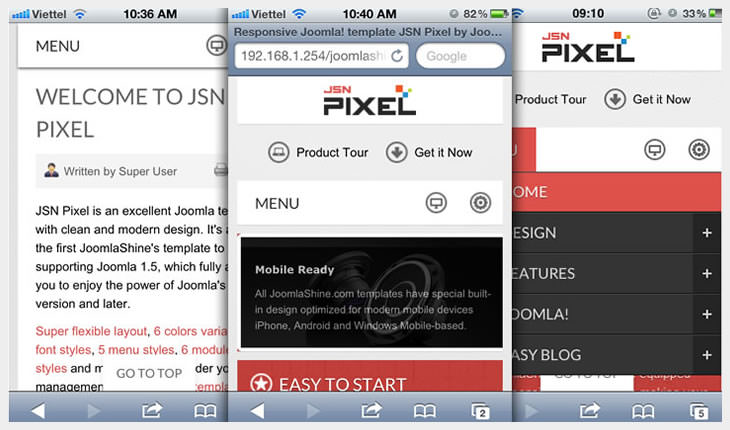 Viettel 10:36 AM
MENU
WELCOME TO JSN
PIXEL
Written by Super User
JSN Pixel is an excellent Joomla te
with clean and modern design. It's a
the first JoomlaShine's template to
supporting Joomla 1.5, which fully a
you to enjoy the power of Joomla's
version and later.
Super flexible layout, 6 colors varia
font styles, 5 menu styles, 6 module
styles and m
GO TO TOP
der you
management
templa
Viettel 10:40 AM 82%
Responsive Joomla! template JSN Pixel by Joo...
192.168.1.254/joomlash
Google
JSN
PIXEL
Product Tour Get it Now
MENU
Mobile Ready
All JoomlaShine.com templates have special built-
in design optimized for modern mobile devices
iPhone, Android and Windows Mobile-based.
EASY TO START
2
09:10 33%
JSN
PIXEL
Product Tour Get it Now
U
OME
ESIGN +
EATURES +
OOMLA! +
ASY BLOG +
GO TO TOP
equipped
5